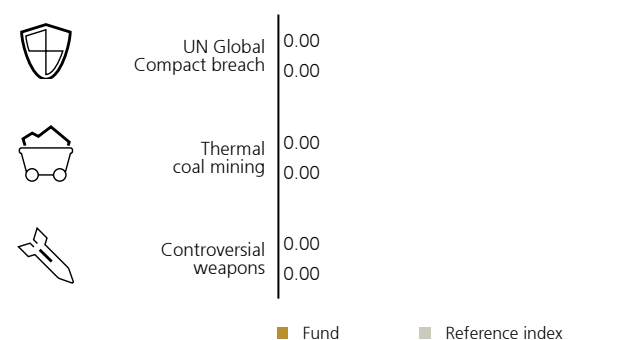 UN Global
Compact breach
0.00
0.00
Thermal
coal mining
0.00
0.00
Controversial
weapons
0.00
0.00
Fund
Reference index